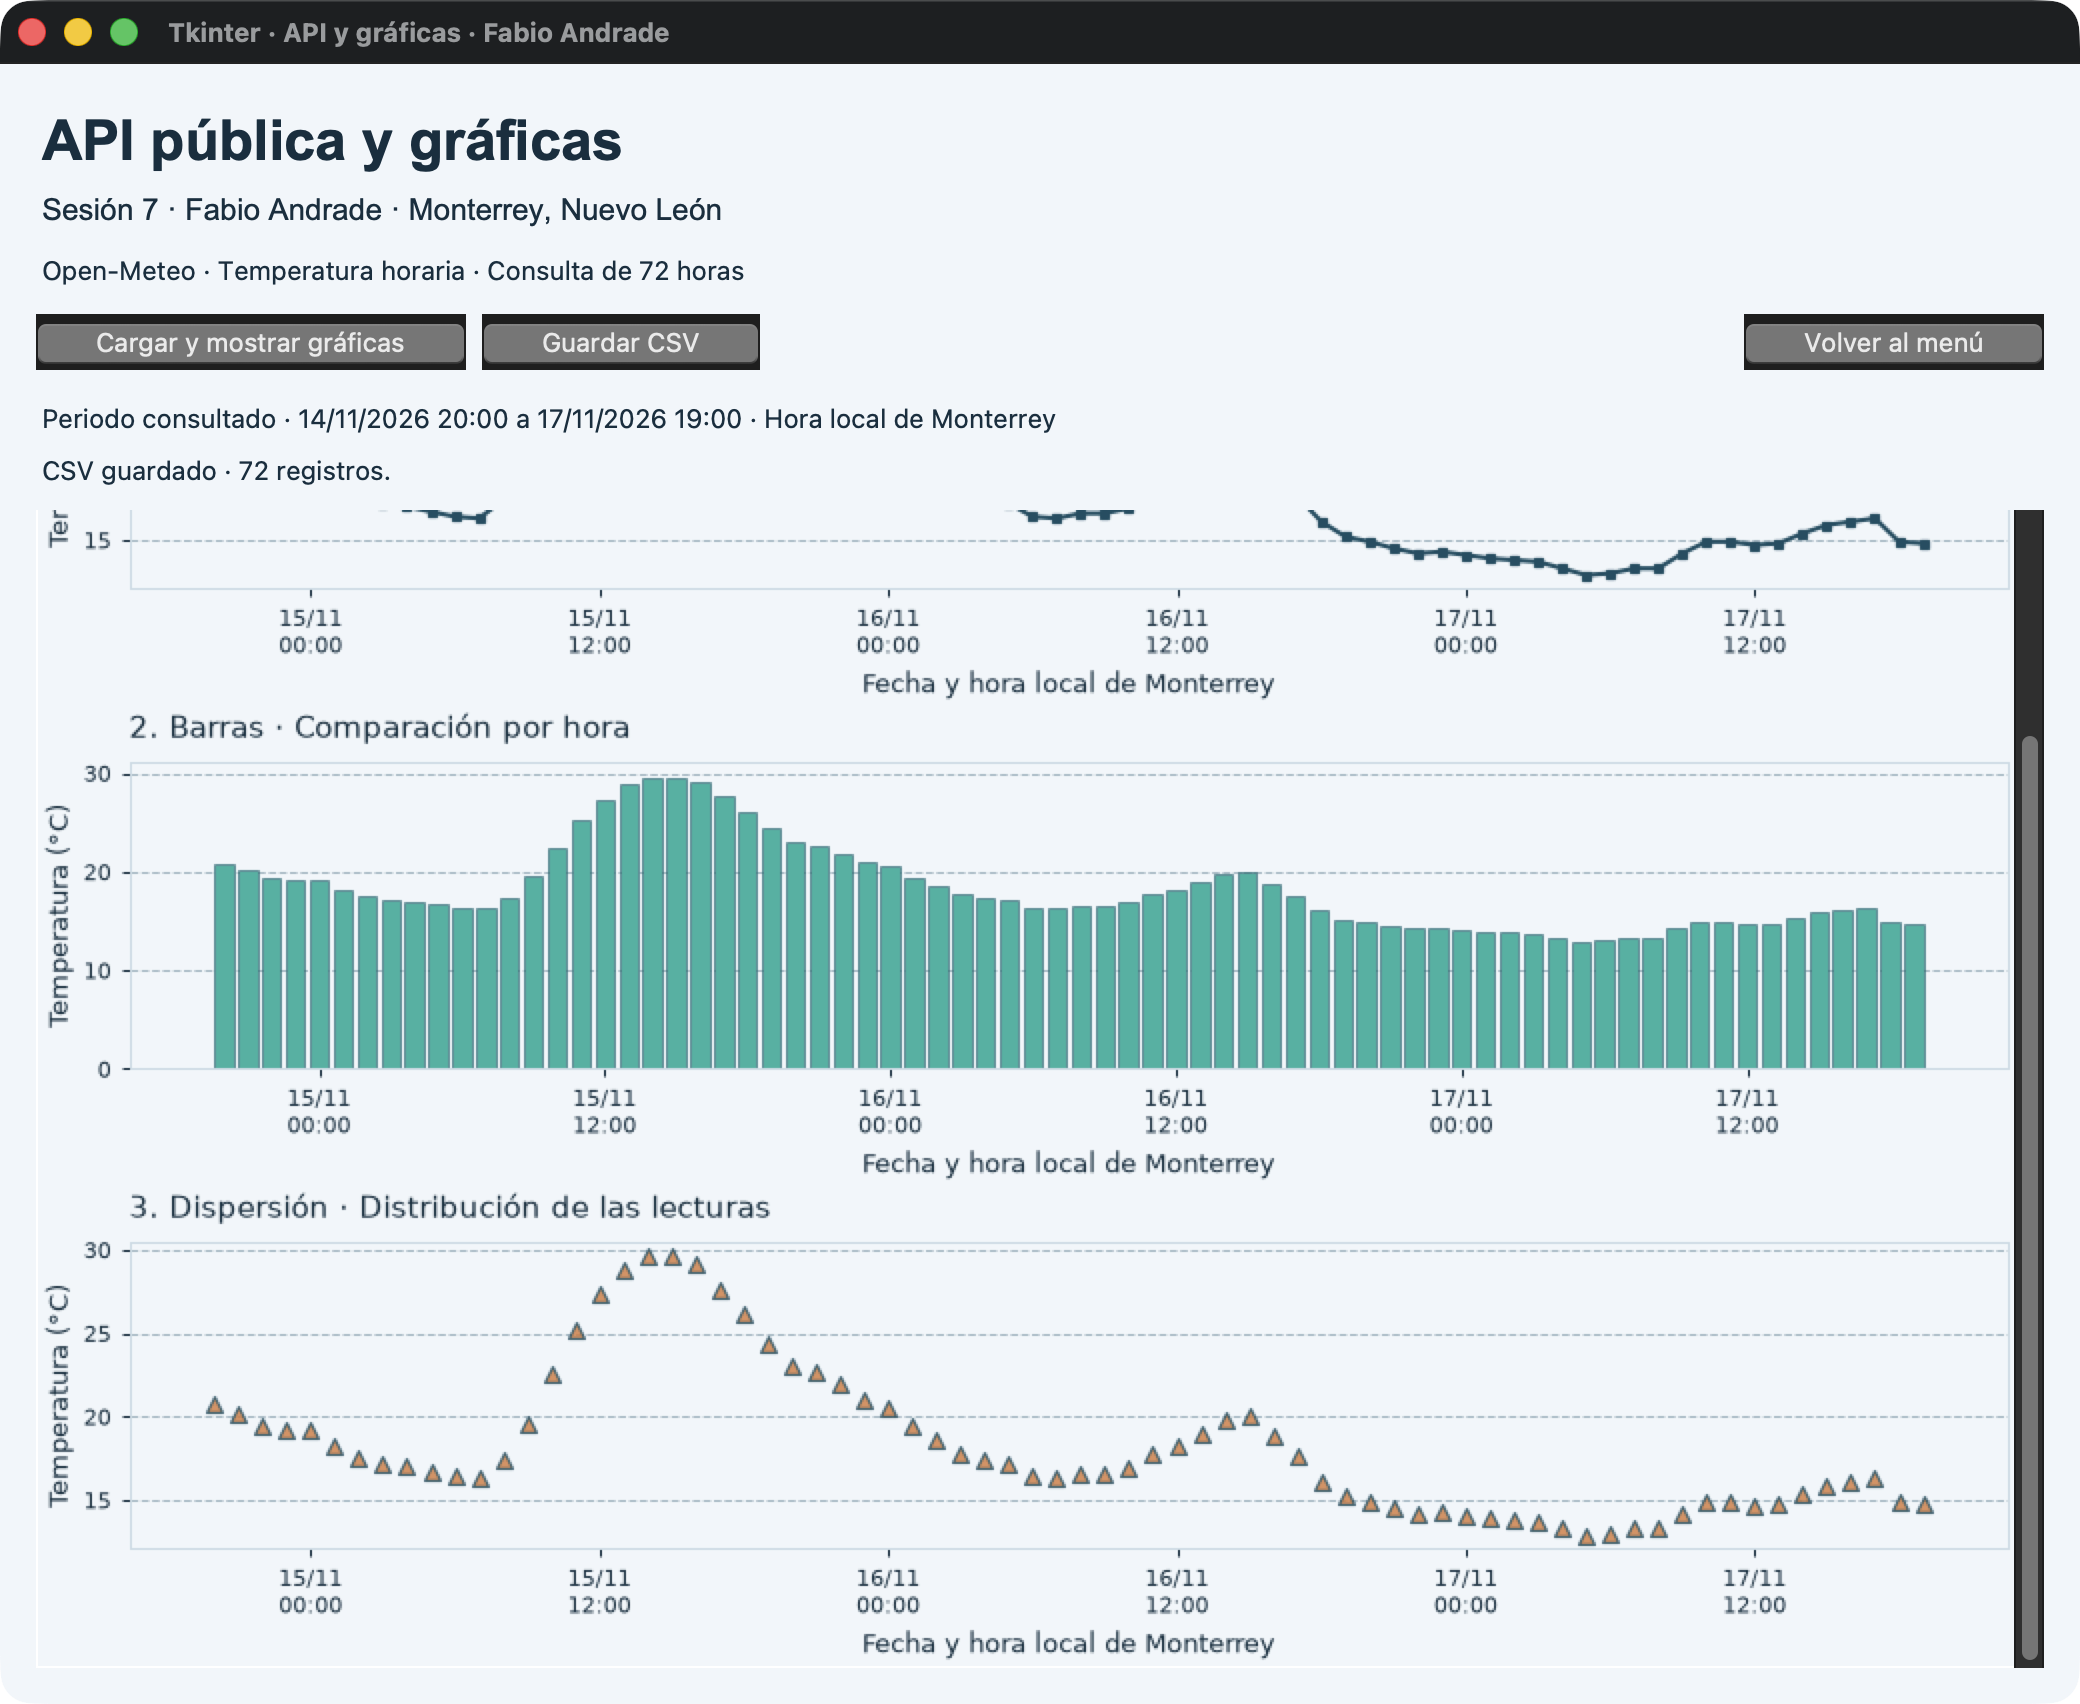 Tkinter · API y gráficas · Fabio Andrade
API pública y gráficas
Sesión 7 · Fabio Andrade · Monterrey, Nuevo León
Open-Meteo · Temperatura horaria · Consulta de 72 horas
Cargar y mostrar gráficas
Guardar CSV
Volver al menú
Periodo consultado · 14/11/2026 20:00 a 17/11/2026 19:00 · Hora local de Monterrey
CSV guardado · 72 registros.
Ter
15
15/11 15/11 16/11 16/11 17/11 17/11
00:00 12:00 00:00 12:00 00:00 12:00
Fecha y hora local de Monterrey
2. Barras · Comparación por hora
Temperatura (°C)
30
20
10
0
15/11 15/11 16/11 16/11 17/11 17/11
00:00 12:00 00:00 12:00 00:00 12:00
Fecha y hora local de Monterrey
3. Dispersión · Distribución de las lecturas
Temperatura (°C)
30
25
20
15
15/11 15/11 16/11 16/11 17/11 17/11
00:00 12:00 00:00 12:00 00:00 12:00
Fecha y hora local de Monterrey